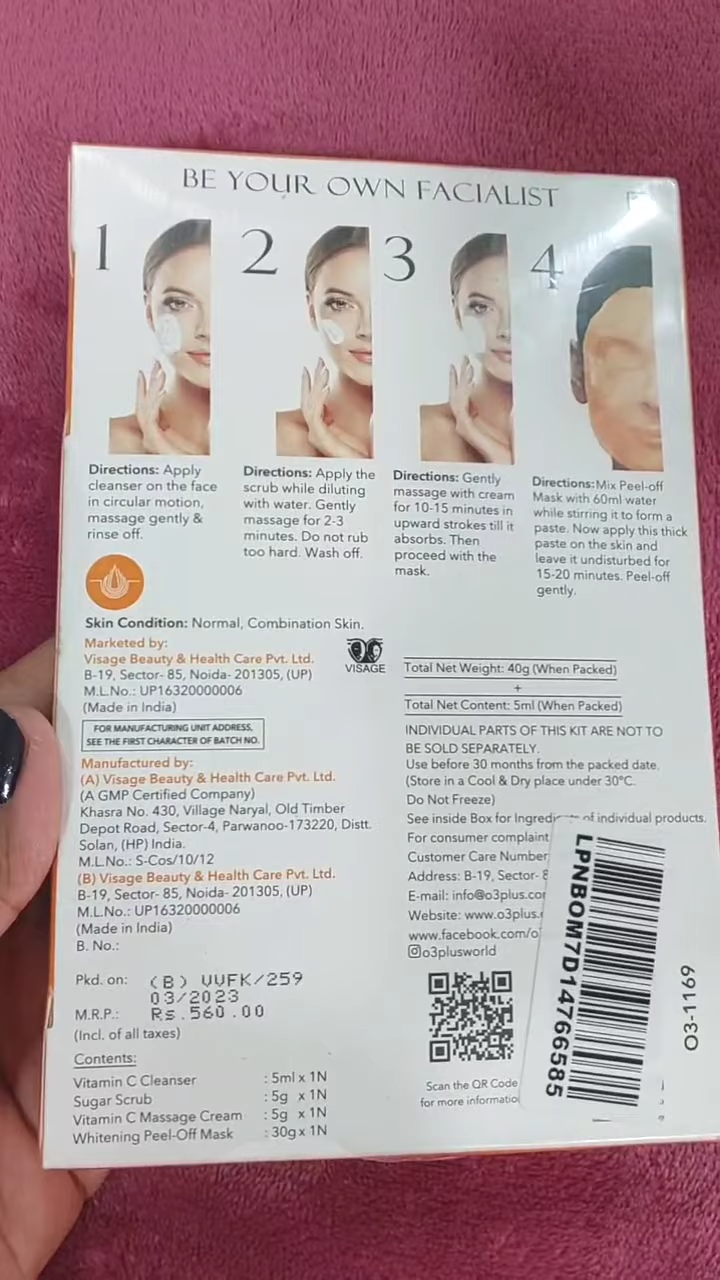 BE YOUR OWN FACIALIST
1
2
3
4
Directions: Apply
cleanser on the face
in circular motion,
massage gently &
rinse off.
Directions: Apply the
scrub while diluting
with water. Gently
massage for 2-3
minutes. Do not rub
too hard. Wash off.
Directions: Gently
massage with cream
for 10-15 minutes in
upward strokes till it
absorbs. Then
proceed with the
mask.
Directions:Mix Peel-off
Mask with 60ml water
while stirring it to form a
paste. Now apply this thick
paste on the skin and
leave it undisturbed for
15-20 minutes. Peel-off
gently.
Skin Condition: Normal, Combination Skin.
Marketed by:
Visage Beauty & Health Care Pvt. Ltd.
B-19, Sector- 85, Noida- 201305, (UP)
M.L.No.: UP16320000006
(Made in India)
FOR MANUFACTURING UNIT ADDRESS,
SEE THE FIRST CHARACTER OF BATCH NO.
Manufactured by:
(A) Visage Beauty & Health Care Pvt. Ltd.
(A GMP Certified Company)
Khasra No. 430, Village Naryal, Old Timber
Depot Road, Sector-4, Parwanoo-173220, Distt.
Solan, (HP) India.
M.L.No.: S-Cos/10/12
(B) Visage Beauty & Health Care Pvt. Ltd.
B-19, Sector- 85, Noida- 201305, (UP)
M.L.No.: UP16320000006
(Made in India)
B. No.:
Pkd. on: (B) VVFK/259
03/2023
M.R.P.: Rs.560.00
(Incl. of all taxes)
Contents:
Vitamin C Cleanser : 5ml x 1N
Sugar Scrub : 5g x 1N
Vitamin C Massage Cream : 5g x 1N
Whitening Peel-Off Mask : 30g x 1N
VISAGE
Total Net Weight: 40g (When Packed)
+
Total Net Content: 5ml (When Packed)
INDIVIDUAL PARTS OF THIS KIT ARE NOT TO
BE SOLD SEPARATELY.
Use before 30 months from the packed date.
(Store in a Cool & Dry place under 30°C.
Do Not Freeze)
See inside Box for of individual products.
For consumer complaint
Customer Care Number
Address: B-19, Sector-
E-mail: info@o3plus.co
Website: www.o3plus.
www.facebook.com/o
o3plusworld
Scan the QR Code
for more
LPNBOM7D14766585
O3-1169